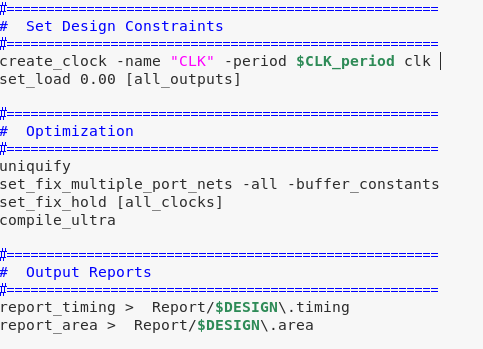 #=================================================
#  Set Design Constraints
#=================================================
create_clock -name "CLK" -period $CLK_period clk
set_load 0.00 [all_outputs]
#=================================================
#  Optimization
#=================================================
uniquify
set_fix_multiple_port_nets -all -buffer_constants
set_fix_hold [all_clocks]
compile_ultra
#=================================================
#  Output Reports
#=================================================
report_timing >  Report/$DESIGN\.timing
report_area >  Report/$DESIGN\.area